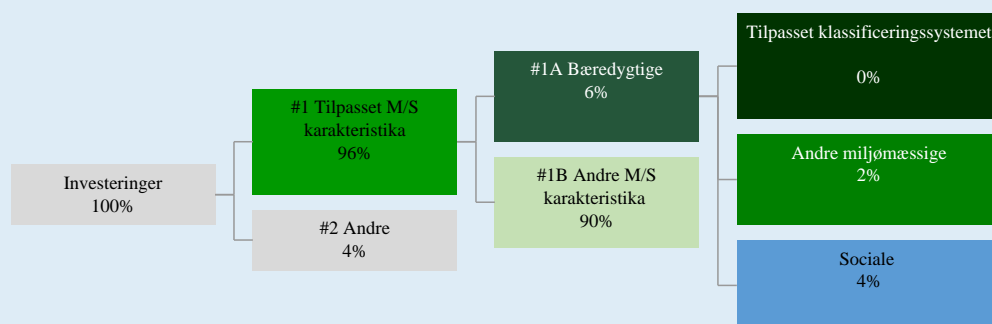 Investeringer
100%
#1 Tilpasset M/S
karakteristika
96%
#2 Andre
4%
#1A Bæredygtige
6%
#1B Andre M/S
karakteristika
90%
Tilpasset klassificeringssystemet
0%
Andre miljømæssige
2%
Sociale
4%